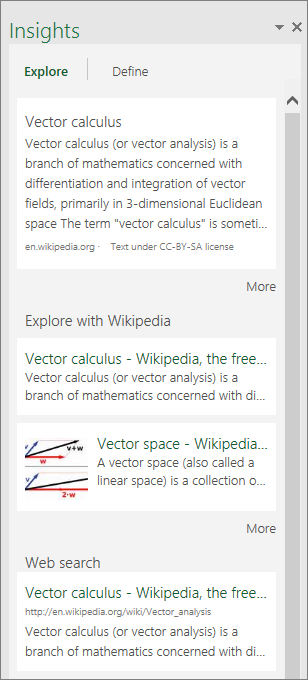 Insights
Explore
Define
Vector calculus
Vector calculus (or vector analysis) is a
branch of mathematics concerned with
differentiation and integration of vector
fields, primarily in 3-dimensional Euclidean
space The term "vector calculus" is someti...
en.wikipedia.org · Text under CC-BY-SA license
More
Explore with Wikipedia
Vector calculus - Wikipedia, the free...
Vector calculus (or vector analysis) is a
branch of mathematics concerned with di...
v
v+w
w
v
2·w
Vector space - Wikipedia...
A vector space (also called a
linear space) is a collection o...
More
Web search
Vector calculus - Wikipedia, the free...
http://en.wikipedia.org/wiki/Vector_analysis
Vector calculus (or vector analysis) is a
branch of mathematics concerned with di...